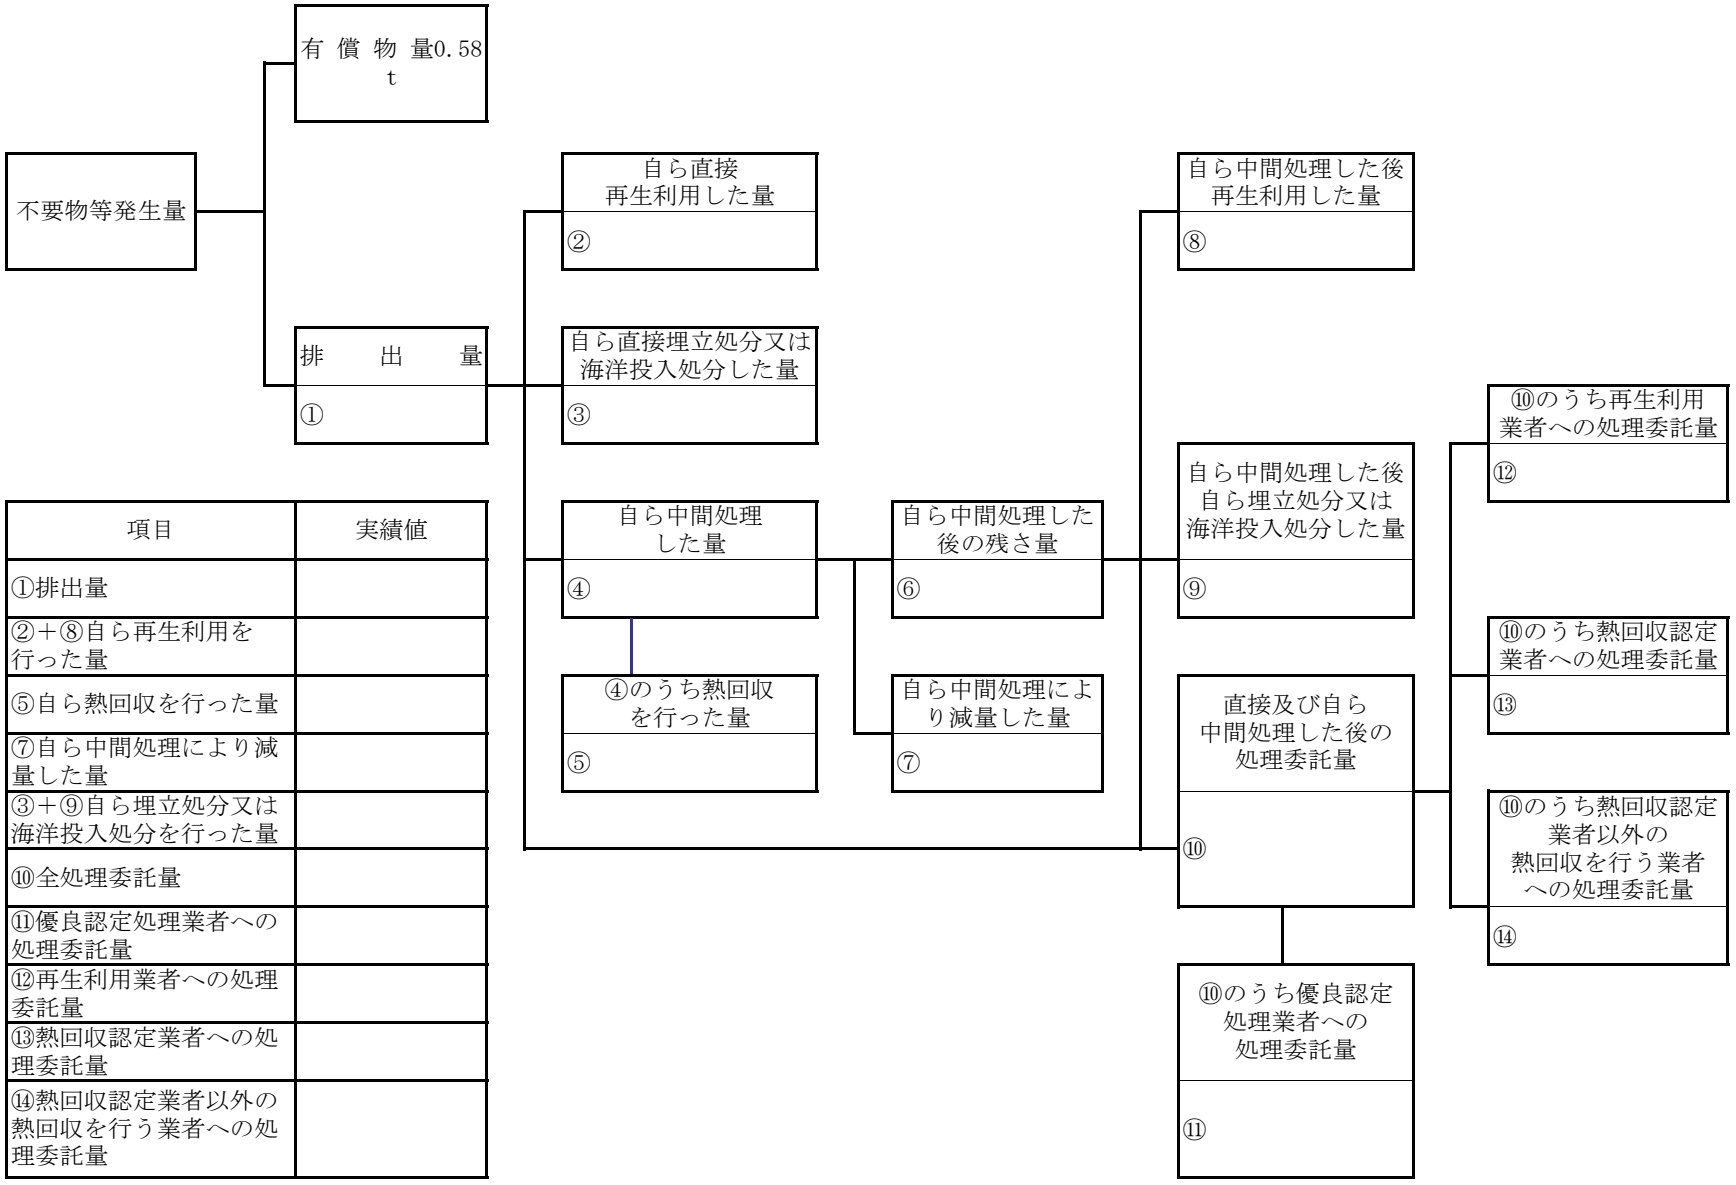 有償物量0.58
t
不要物等発生量
自ら直接
再生利用した量
②
自ら中間処理した後
再生利用した量
⑧
排出量
①
自ら直接埋立処分又は
海洋投入処分した量
③
⑩のうち再生利用
業者への処理委託量
⑫
自ら中間処理
した量
④
自ら中間処理した
後の残さ量
⑥
自ら中間処理した後
自ら埋立処分又は
海洋投入処分した量
⑨
⑩のうち熱回収認定
業者への処理委託量
⑬
④のうち熱回収
を行った量
⑤
自ら中間処理によ
り減量した量
⑦
直接及び自ら
中間処理した後の
処理委託量
⑩
⑩のうち熱回収認定
業者以外の
熱回収を行う業者
への処理委託量
⑭
⑩のうち優良認定
処理業者への
処理委託量
⑪
項目 実績値
①排出量
②＋⑧自ら再生利用を
行った量
⑤自ら熱回収を行った量
⑦自ら中間処理により減
量した量
③＋⑨自ら埋立処分又は
海洋投入処分を行った量
⑩全処理委託量
⑪優良認定処理業者への
処理委託量
⑫再生利用業者への処理
委託量
⑬熱回収認定業者への処
理委託量
⑭熱回収認定業者以外の
熱回収を行う業者への処
理委託量